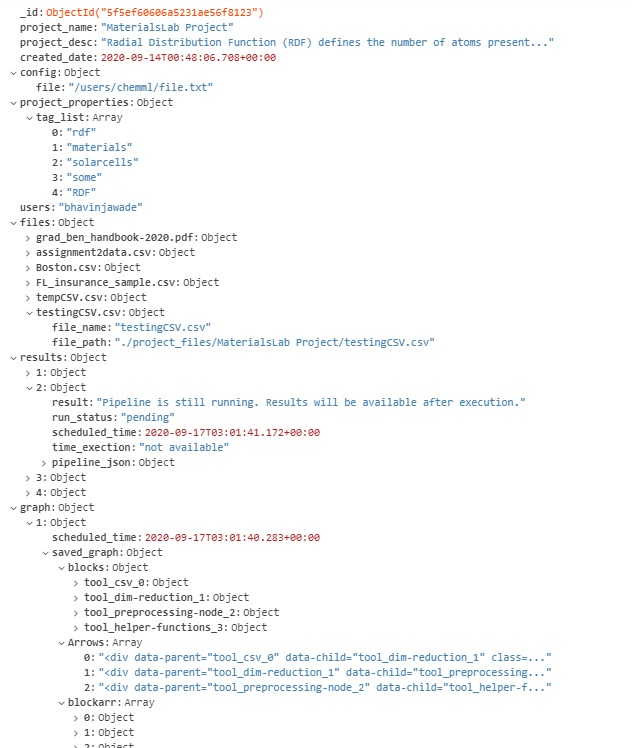 _id: ObjectId("5f5ef60606a5231ae56f8123")
project_name: "MaterialsLab Project"
project_desc: "Radial Distribution Function (RDF) defines the number of atoms present..."
created_date: 2020-09-14T00:48:06.708+00:00
config: Object
file: "/users/chemml/file.txt"
project_properties: Object
tag_list: Array
0: "rdf"
1: "materials"
2: "solarcells"
3: "some"
4: "RDF"
users: "bhavinjawade"
files: Object
grad_ben_handbook-2020.pdf: Object
assignment2data.csv: Object
Boston.csv: Object
FL_insurance_sample.csv: Object
tempCSV.csv: Object
testingCSV.csv: Object
file_name: "testingCSV.csv"
file_path: "./project_files/MaterialsLab Project/testingCSV.csv"
results: Object
1: Object
2: Object
result: "Pipeline is still running. Results will be available after execution."
run_status: "pending"
scheduled_time: 2020-09-17T03:01:41.172+00:00
time_exection: "not available"
pipeline_json: Object
3: Object
4: Object
graph: Object
1: Object
scheduled_time: 2020-09-17T03:01:40.283+00:00
saved_graph: Object
blocks: Object
tool_csv_0: Object
tool_dim-reduction_1: Object
tool_preprocessing-node_2: Object
tool_helper-functions_3: Object
Arrows: Array
0: "<div data-parent="tool_csv_0" data-child="tool_dim-reduction_1" class=..."
1: "<div data-parent="tool_dim-reduction_1" data-child="tool_preprocessing..."
2: "<div data-parent="tool_preprocessing-node_2" data-child="tool_helper-f..."
blockarr: Array
0: Object
1: Object
2: Object